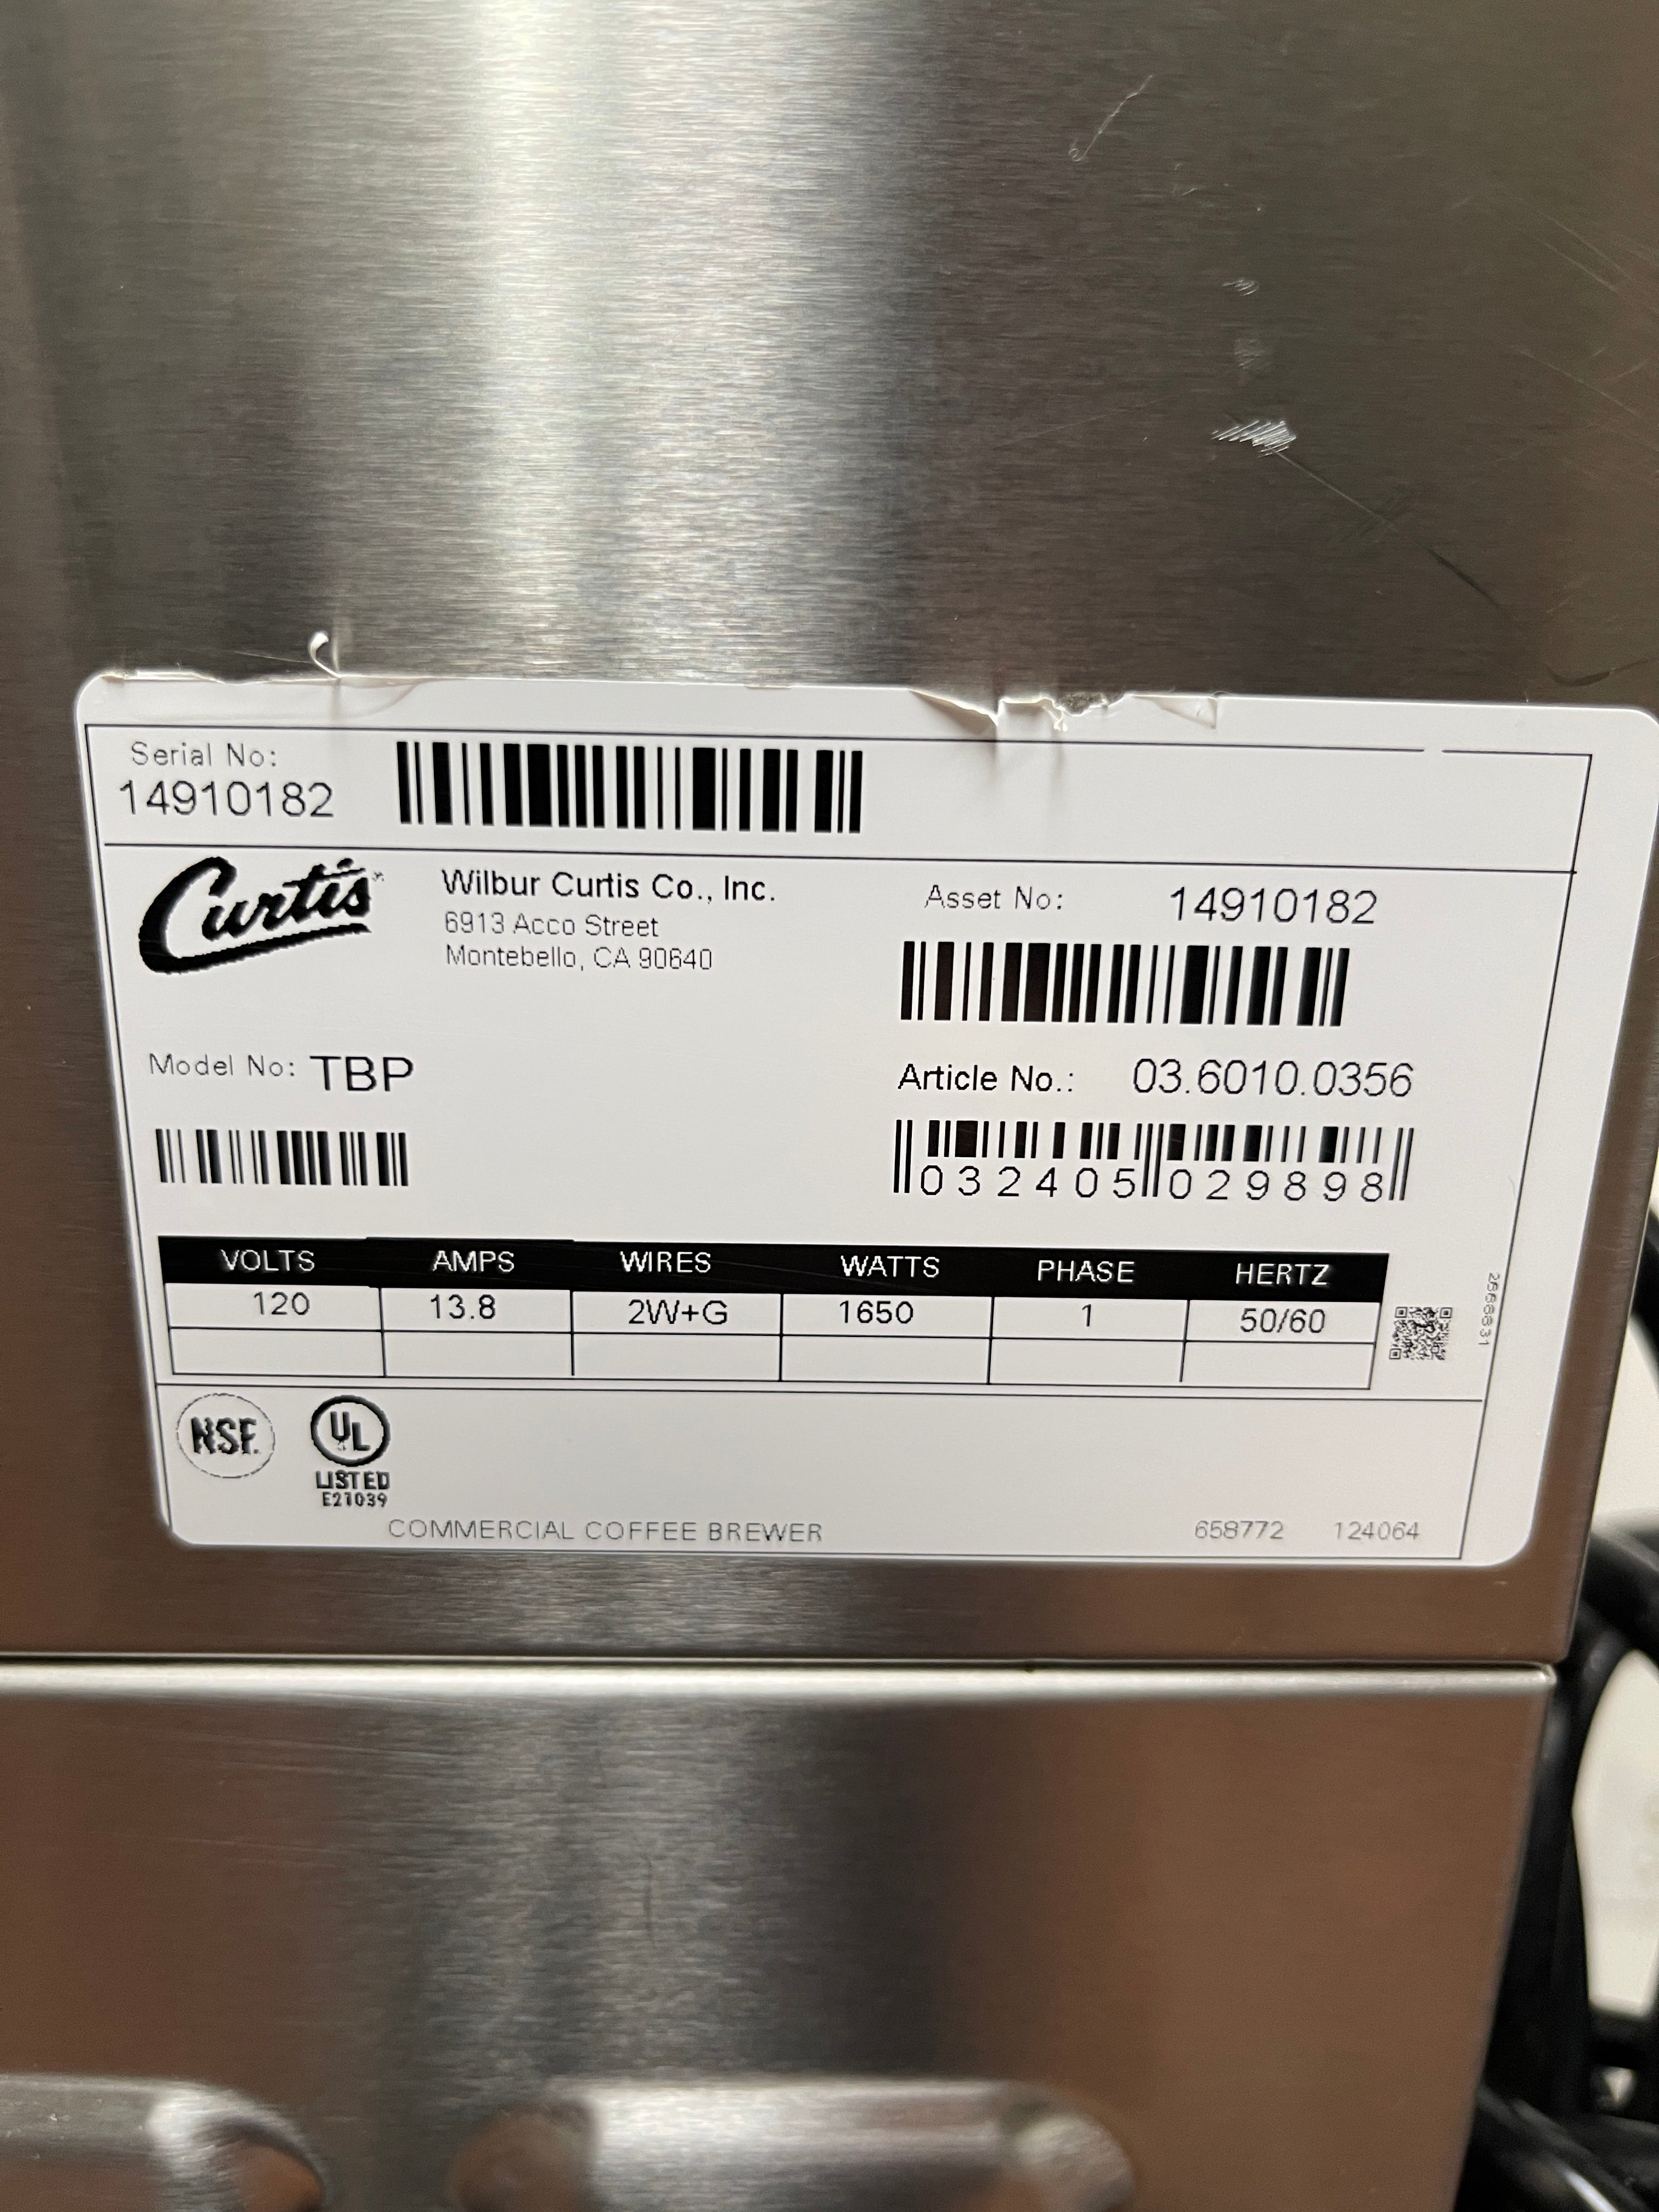 Serial No:
14910182
Curtis
Wilbur Curtis Co., Inc.
6913 Acco Street
Montebello, CA 90640
Asset No: 14910182
Model No: TBP
Article No.: 03.6010.0356
032405 029898
VOLTS AMPS WIRES WATTS PHASE HERTZ
120 13.8 2W+G 1650 1 50/60
NSF.
UL
LISTED
E21039
COMMERCIAL COFFEE BREWER 658772 124064